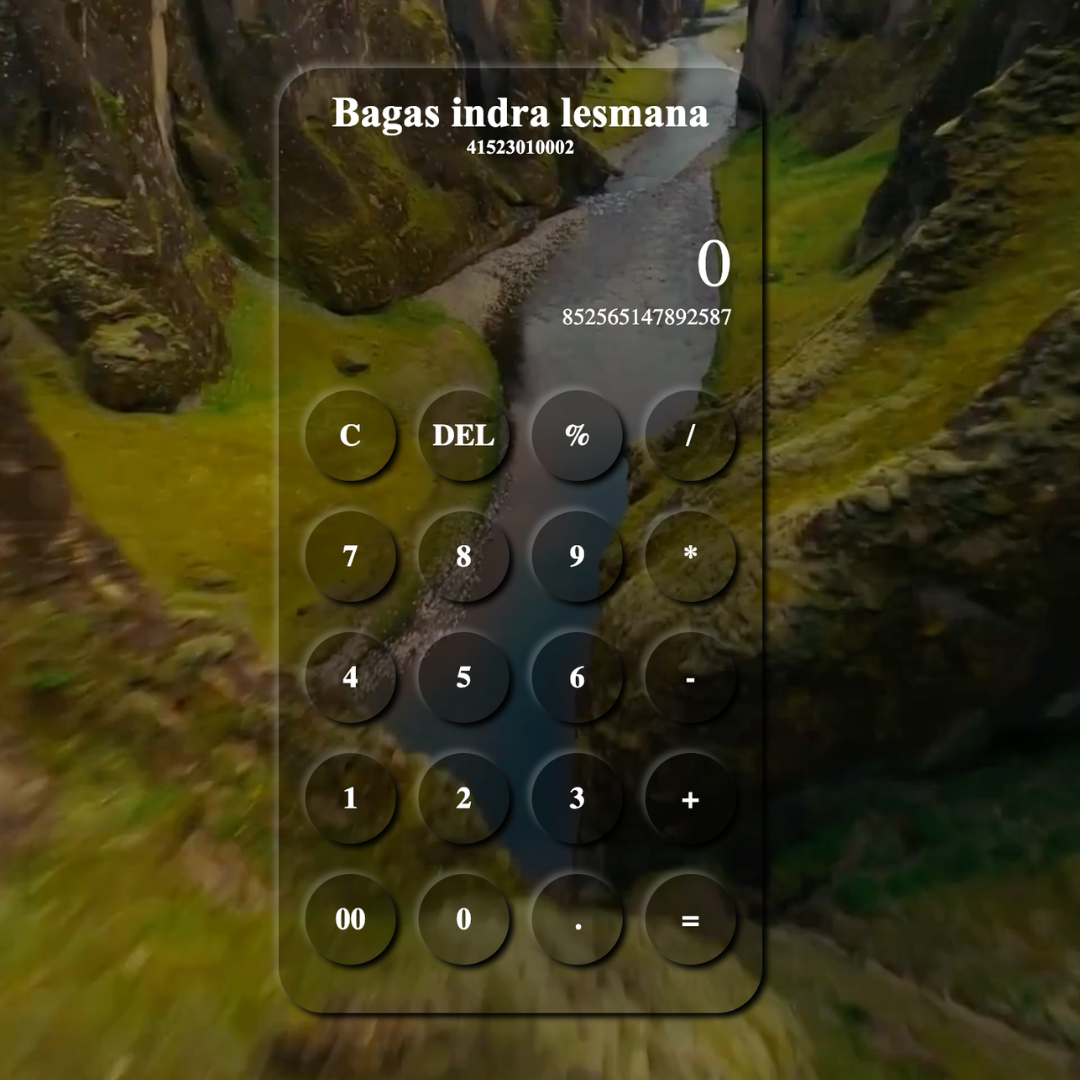 Bagas indra lesmana
41523010002
0
852565147892587
C DEL % /
7 8 9 *
4 5 6 -
1 2 3 +
00 0 . =